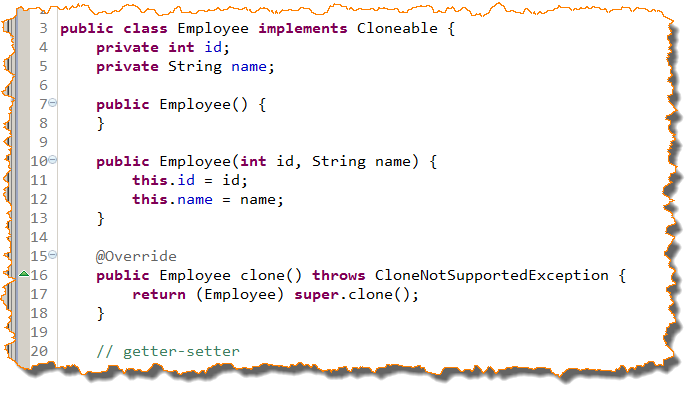 3 public class Employee implements Cloneable {
4     private int id;
5     private String name;
6
7     public Employee() {
8     }
9
10     public Employee(int id, String name) {
11         this.id = id;
12         this.name = name;
13     }
14
15     @Override
16     public Employee clone() throws CloneNotSupportedException {
17         return (Employee) super.clone();
18     }
19
20     // getter-setter